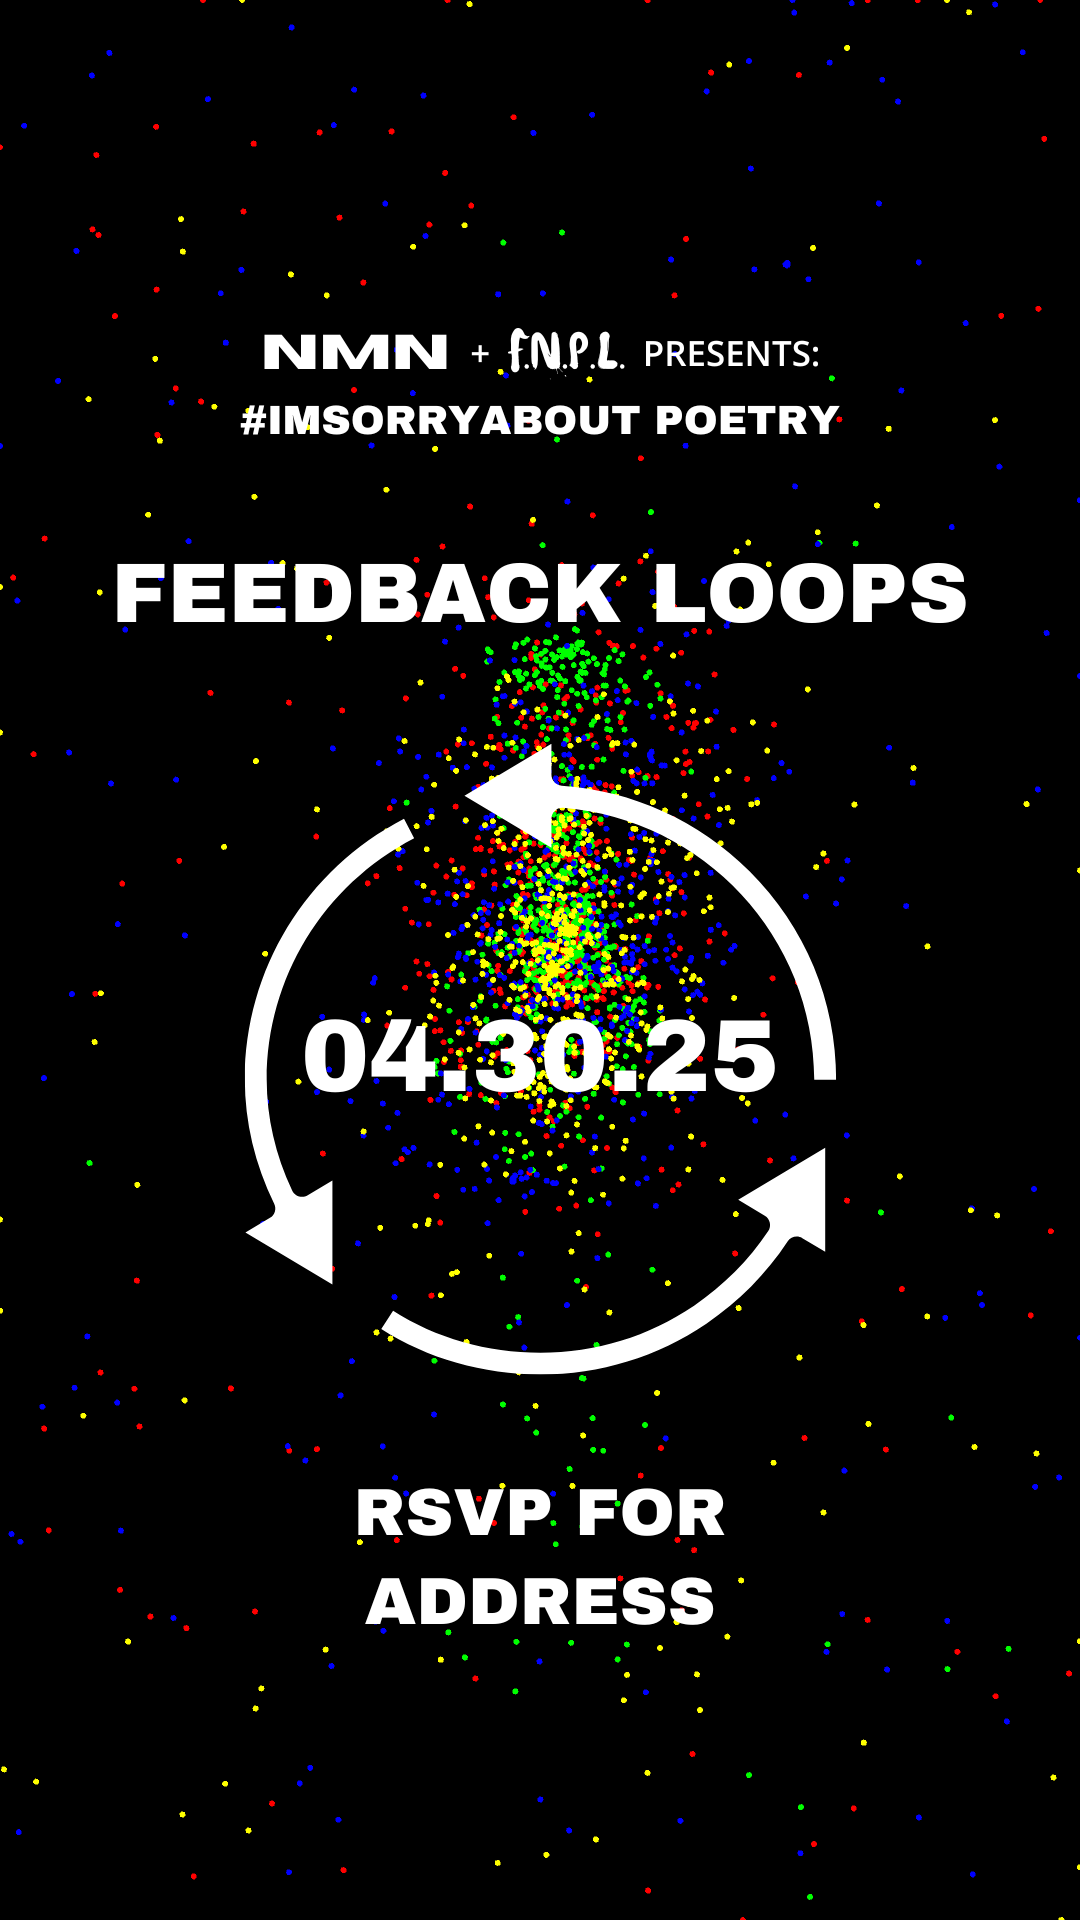 NMN + F.N.P.L. PRESENTS:
#IMSORRYABOUT POETRY
FEEDBACK LOOPS
04.30.25
RSVP FOR
ADDRESS